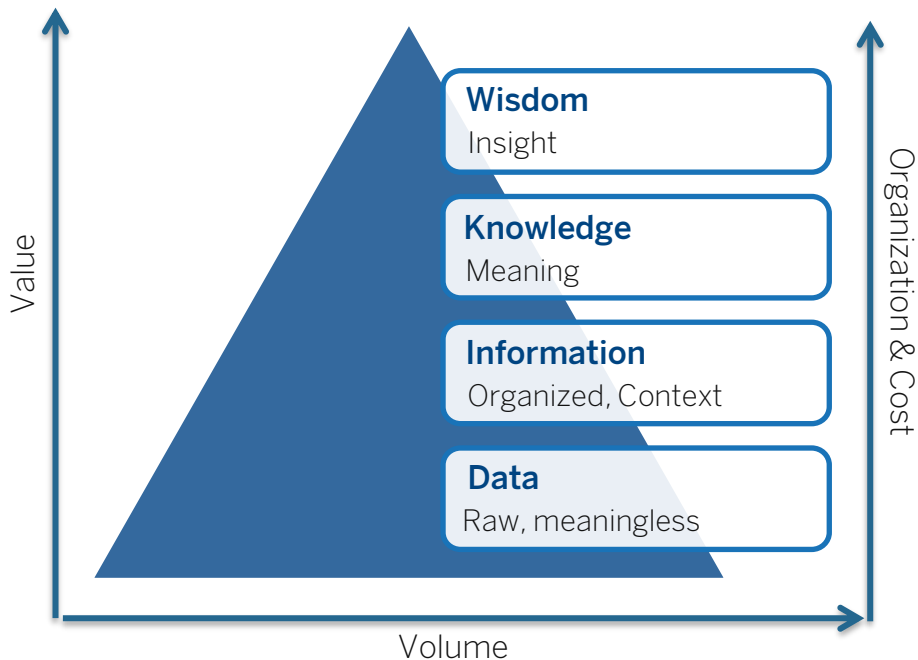 Value
Wisdom
Insight
Knowledge
Meaning
Information
Organized, Context
Data
Raw, meaningless
Organization & Cost
Volume